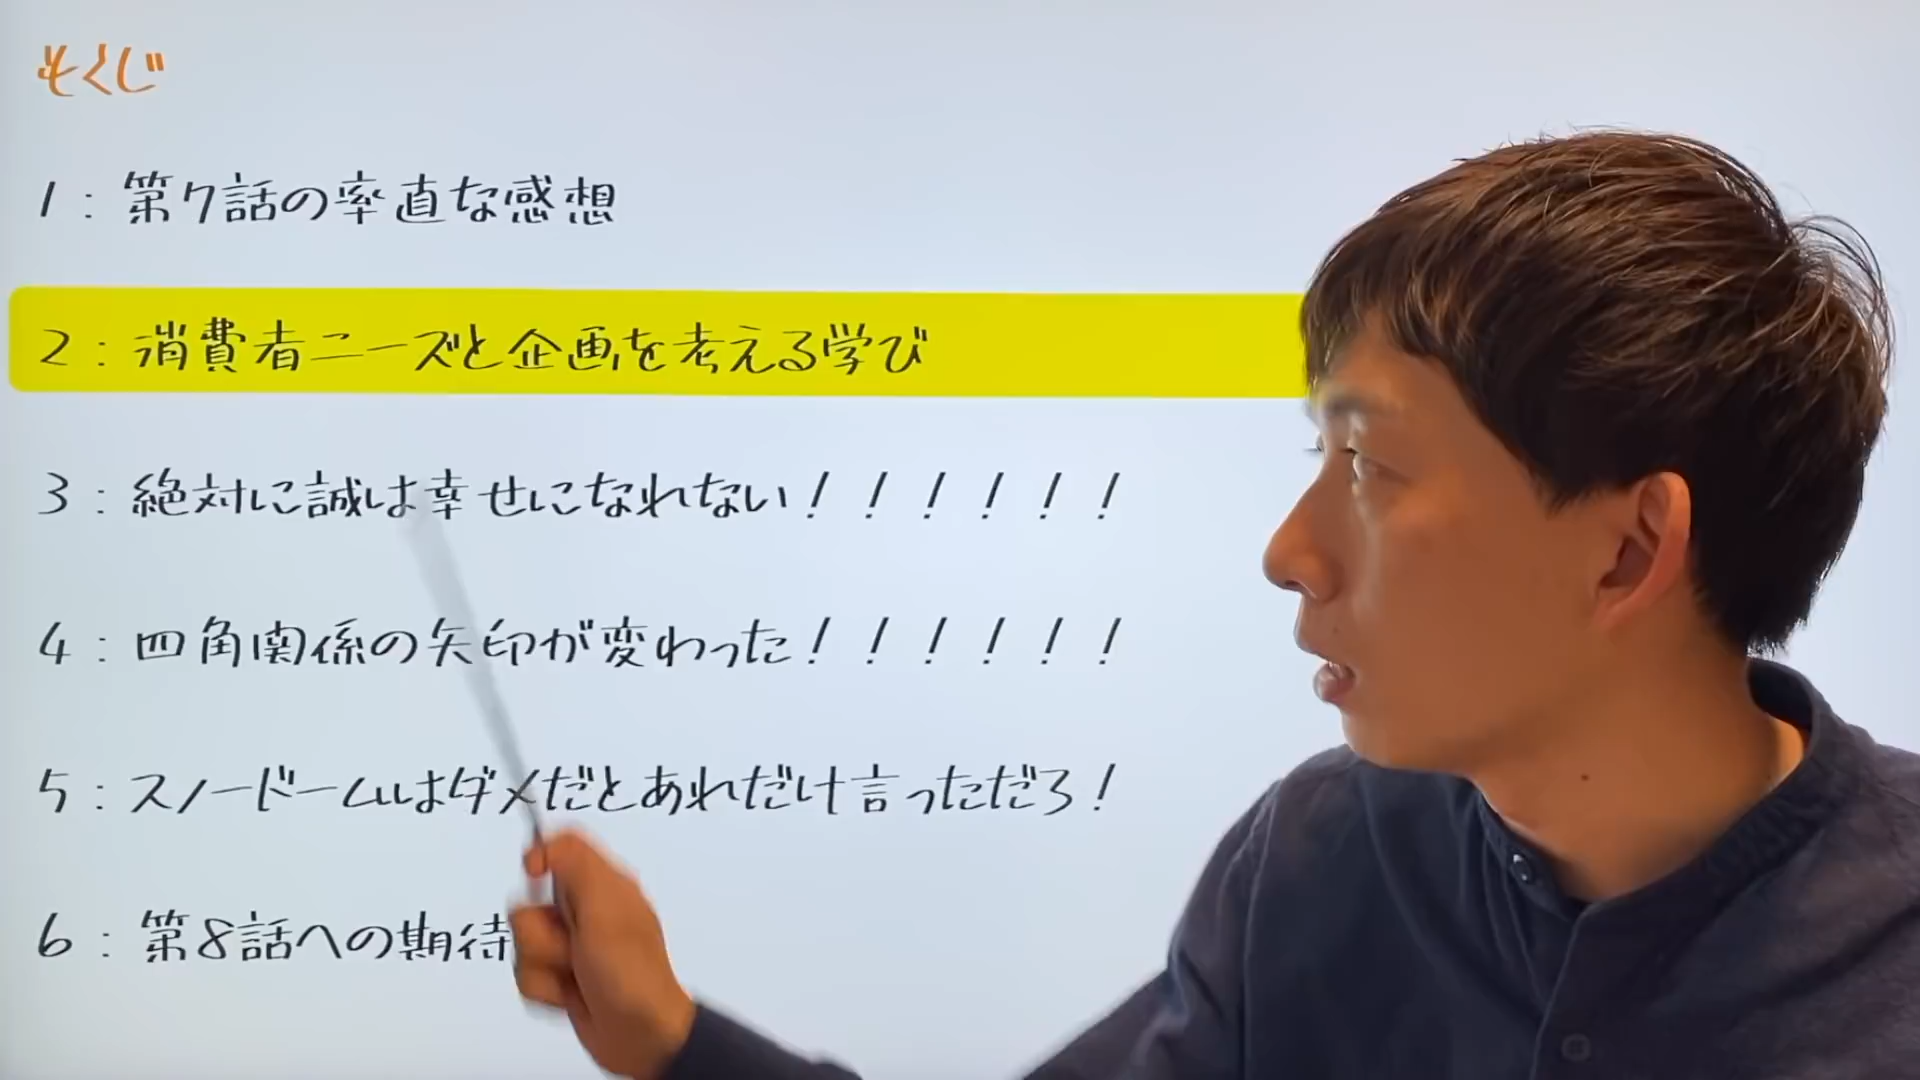 もくじ
1：第7話の率直な感想
2：消費者ニーズと企画を考える学び
3：絶対に誠は幸せになれない！！！！！！
4：四角関係の矢印が変わった！！！！！！
5：スノードームはダメだとあれだけ言っただろ！
6：第8話への期待